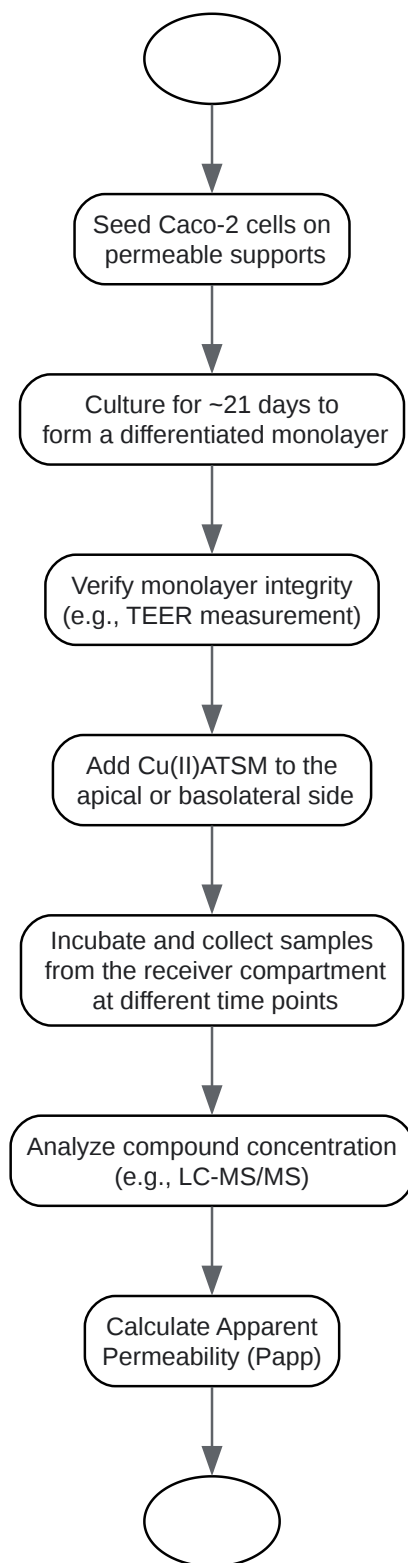 Seed Caco-2 cells on
permeable supports
Culture for ~21 days to
form a differentiated monolayer
Verify monolayer integrity
(e.g., TEER measurement)
Add Cu(II)ATSM to the
apical or basolateral side
Incubate and collect samples
from the receiver compartment
at different time points
Analyze compound concentration
(e.g., LC-MS/MS)
Calculate Apparent
Permeability (Papp)